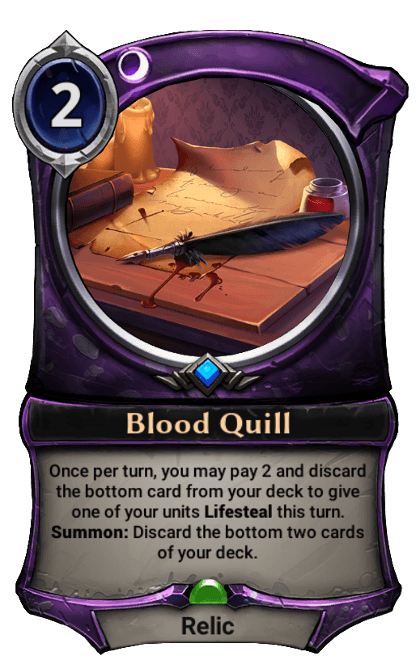 2
Blood Quill
Once per turn, you may pay 2 and discard
the bottom card from your deck to give
one of your units Lifesteal this turn.
Summon: Discard the bottom two cards
of your deck.
Relic